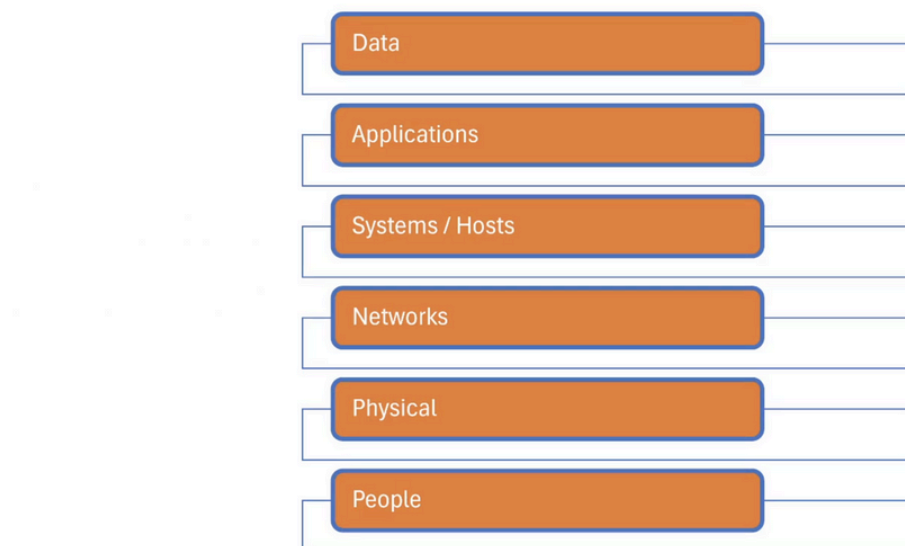 Data
Applications
Systems / Hosts
Networks
Physical
People